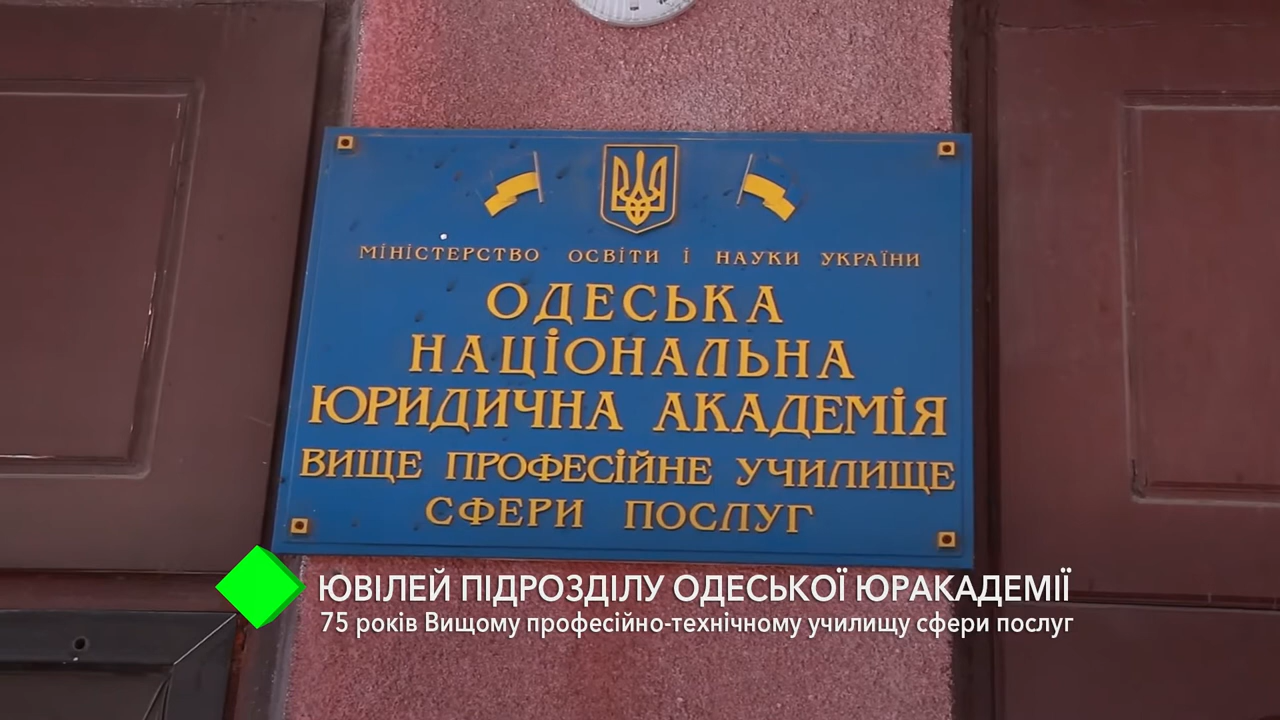 МІНІСТЕРСТВО ОСВІТИ І НАУКИ УКРАЇНИ
ОДЕСЬКА
НАЦІОНАЛЬНА
ЮРИДИЧНА АКАДЕМІЯ
ВИЩЕ ПРОФЕСІЙНЕ УЧИЛИЩЕ
СФЕРИ ПОСЛУГ
ЮВІЛЕЙ ПІДРОЗДІЛУ ОДЕСЬКОЇ ЮРАКАДЕМІЇ
75 років Вищому професійно-технічному училищу сфери послуг